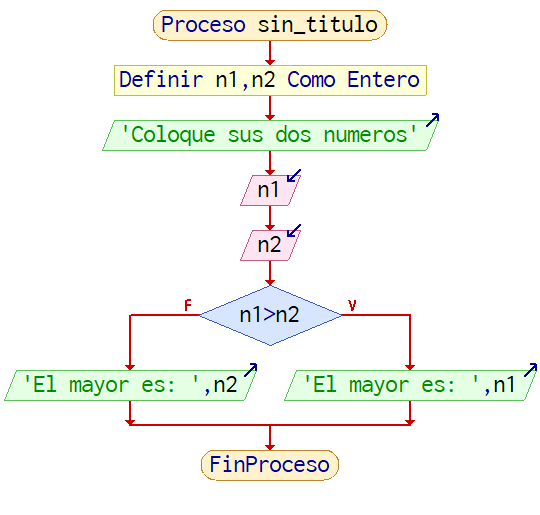 Proceso sin_titulo
Definir n1,n2 Como Entero
'Coloque sus dos numeros'
n1
n2
n1>n2
F
V
'El mayor es: ',n2
'El mayor es: ',n1
FinProceso